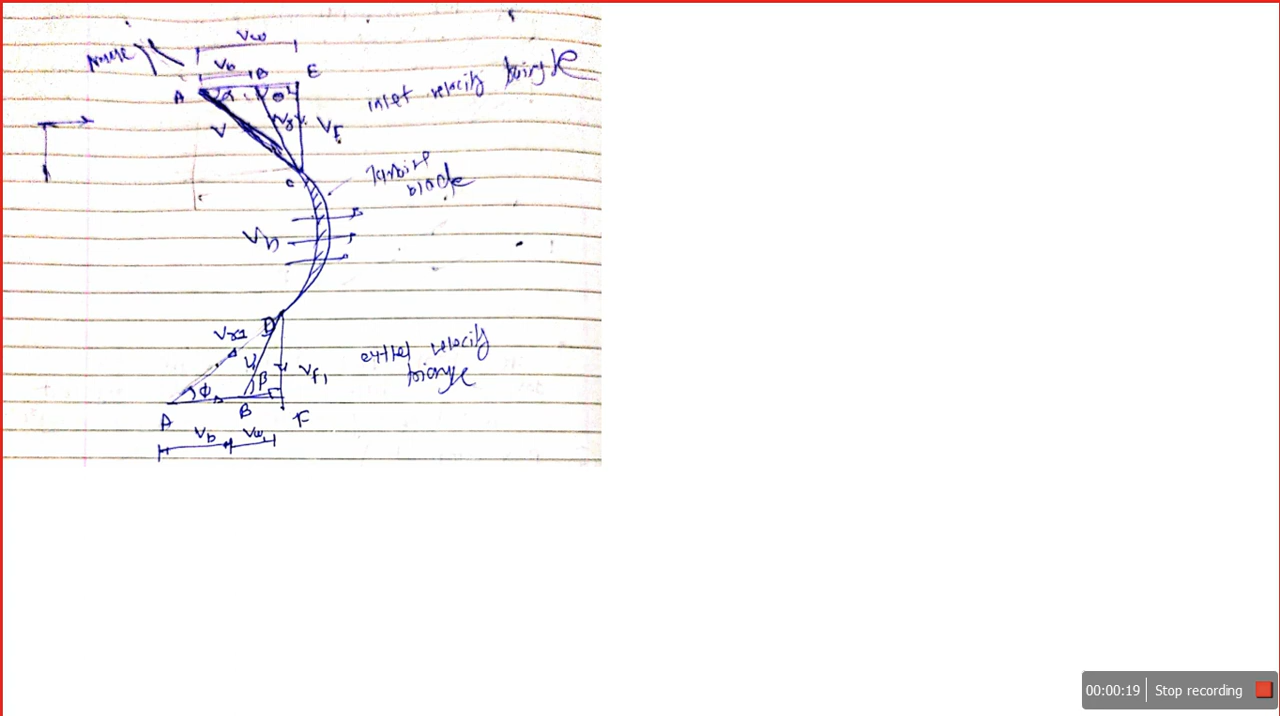 Vw
Nozzle
Vb B E
A α θ
inlet velocity triangle
V Vr Vf
C
Turbine
blade
Vb
D
Vr1
outlet velocity
triangle
V1 β Vf1
φ
A B F
Vb Vw1
00:00:19 Stop recording